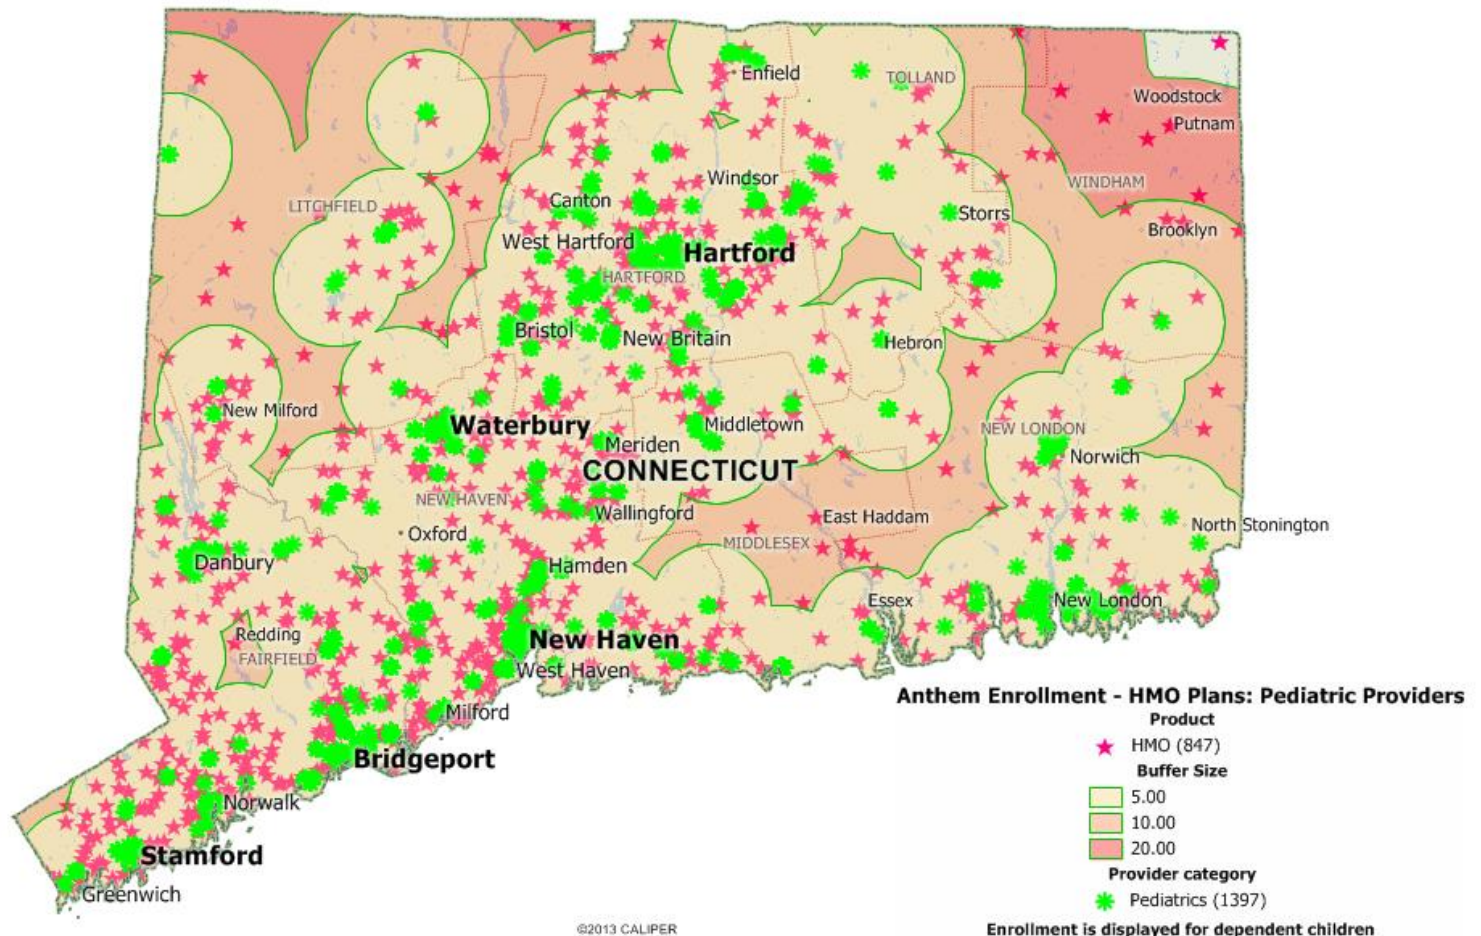 Enfield
TOLLAND
Woodstock
Putnam
Windsor
WINDHAM
LITCHFIELD
Canton
Storrs
Brooklyn
West Hartford
Hartford
HARTFORD
Bristol
New Britain
Hebron
New Milford
Waterbury
Middletown
NEW LONDON
Meriden
Norwich
CONNECTICUT
NEW HAVEN
Wallingford
East Haddam
North Stonington
Oxford
MIDDLESEX
Danbury
Hamden
Essex
New London
Redding
New Haven
FAIRFIELD
West Haven
Milford
Bridgeport
Norwalk
Stamford
Greenwich
Anthem Enrollment - HMO Plans: Pediatric Providers
Product
HMO (847)
Buffer Size
5.00
10.00
20.00
Provider category
Pediatrics (1397)
Enrollment is displayed for dependent children
©2013 CALIPER